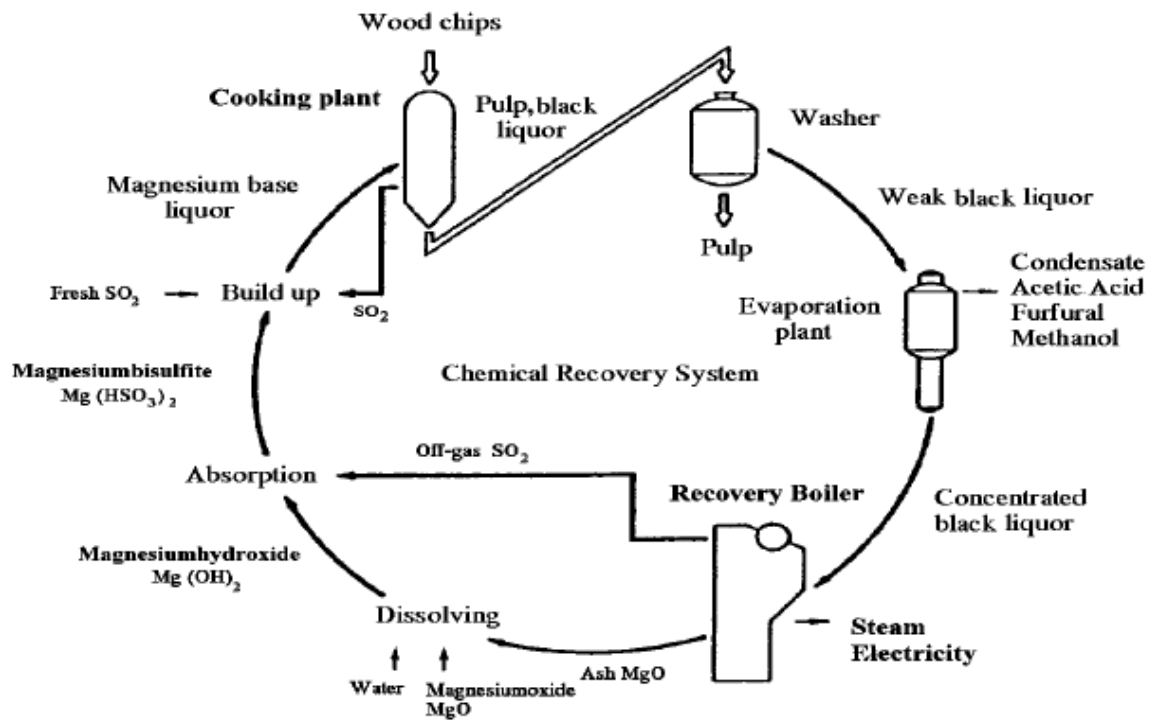 Wood chips
Cooking plant
Pulp, black
liquor
Washer
Magnesium base
liquor
Weak black liquor
Pulp
Fresh SO2
Build up
SO2
Evaporation
plant
Condensate
Acetic Acid
Furfural
Methanol
Magnesiumbisulfite
Mg (HSO3)2
Chemical Recovery System
Off-gas SO2
Absorption
Recovery Boiler
Concentrated
black liquor
Magnesiumhydroxide
Mg (OH)2
Dissolving
Steam
Electricity
Ash MgO
Water
Magnesiumoxide
MgO